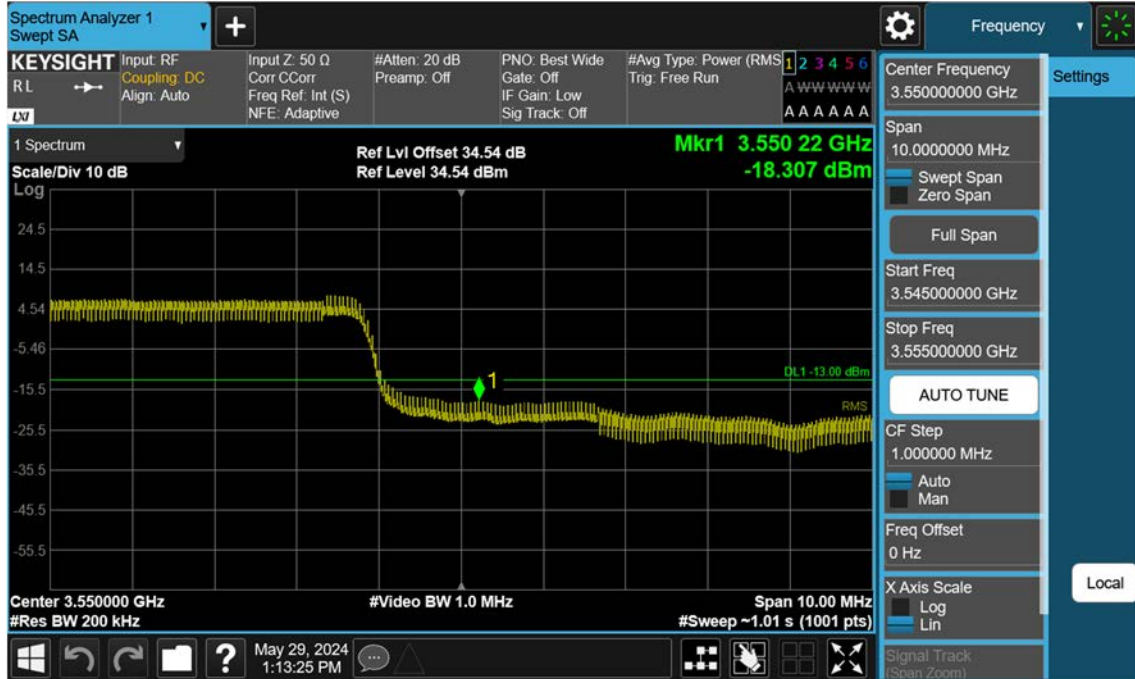 Spectrum Analyzer 1
Swept SA
Frequency
KEYSIGHT
R L
LXI
Input: RF
Coupling: DC
Align: Auto
Input Z: 50 Ω
Corr CCorr
Freq Ref: Int (S)
NFE: Adaptive
#Atten: 20 dB
Preamp: Off
PNO: Best Wide
Gate: Off
IF Gain: Low
Sig Track: Off
#Avg Type: Power (RMS
Trig: Free Run
1 2 3 4 5 6
A W W W W W
A A A A A A
1 Spectrum
Scale/Div 10 dB
Log
Ref Lvl Offset 34.54 dB
Ref Level 34.54 dBm
Mkr1 3.550 22 GHz
-18.307 dBm
24.5
14.5
4.54
-5.46
-15.5
-25.5
-35.5
-45.5
-55.5
DL1 -13.00 dBm
1
RMS
Center 3.550000 GHz
#Res BW 200 kHz
#Video BW 1.0 MHz
Span 10.00 MHz
#Sweep ~1.01 s (1001 pts)
?
May 29, 2024
1:13:25 PM
Center Frequency
3.550000000 GHz
Span
10.0000000 MHz
Swept Span
Zero Span
Full Span
Start Freq
3.545000000 GHz
Stop Freq
3.555000000 GHz
AUTO TUNE
CF Step
1.000000 MHz
Auto
Man
Freq Offset
0 Hz
X Axis Scale
Log
Lin
Signal Track
(Span Zoom)
Settings
Local